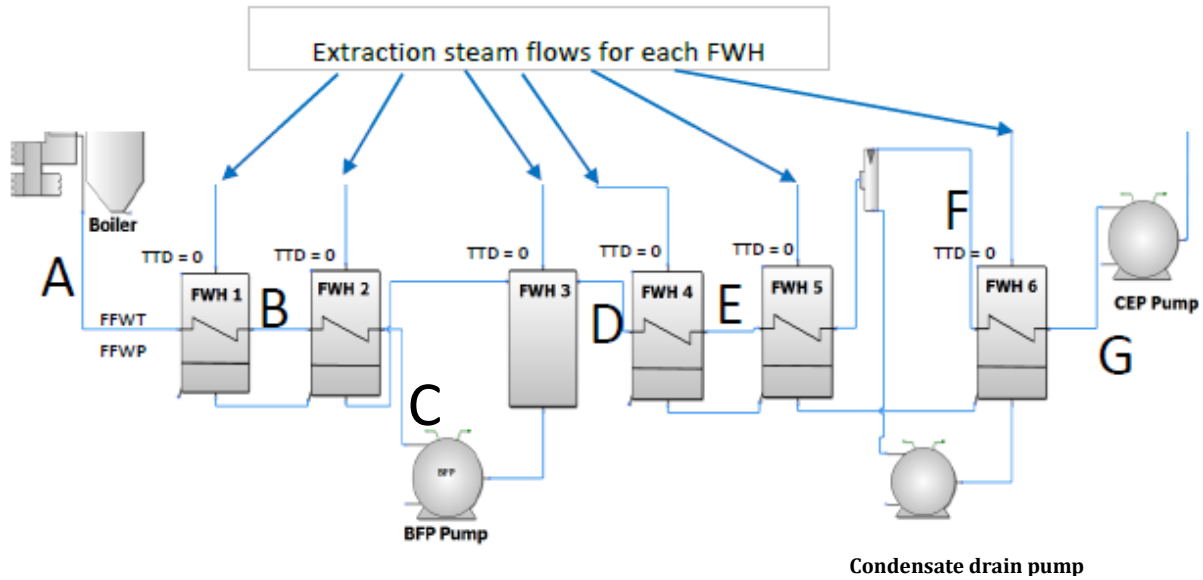 Extraction steam flows for each FWH
Boiler
A
FFWT
FFWP
TTD = 0
FWH 1
B
TTD = 0
FWH 2
C
BFP
BFP Pump
FWH 3
D
TTD = 0
FWH 4
E
TTD = 0
FWH 5
F
TTD = 0
FWH 6
G
CEP Pump
Condensate drain pump